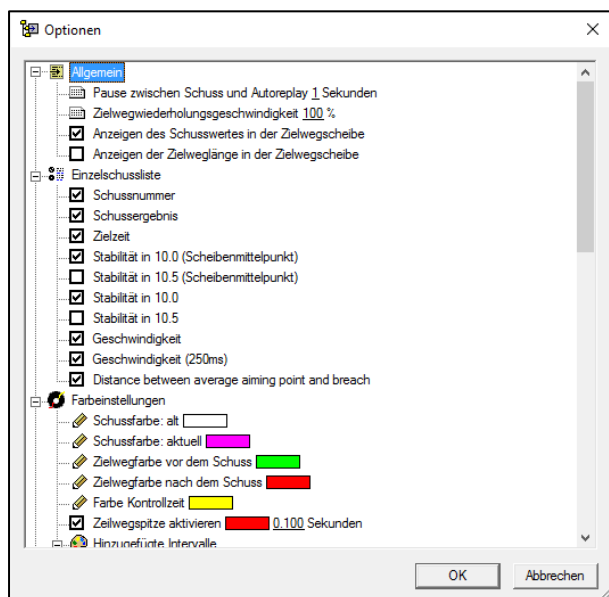 Optionen
Allgemein
Pause zwischen Schuss und Autoreplay 1 Sekunden
Zielwegwiederholungsgeschwindigkeit 100 %
Anzeigen des Schusswertes in der Zielwegscheibe
Anzeigen der Zielweglänge in der Zielwegscheibe
Einzelschussliste
Schussnummer
Schussergebnis
Zielzeit
Stabilität in 10.0 (Scheibenmittelpunkt)
Stabilität in 10.5 (Scheibenmittelpunkt)
Stabilität in 10.0
Stabilität in 10.5
Geschwindigkeit
Geschwindigkeit (250ms)
Distance between average aiming point and breach
Farbeinstellungen
Schussfarbe: alt
Schussfarbe: aktuell
Zielwegfarbe vor dem Schuss
Zielwegfarbe nach dem Schuss
Farbe Kontrollzeit
Zeilwegspitze aktivieren 0.100 Sekunden
Hinzugefügte Intervalle
OK Abbrechen